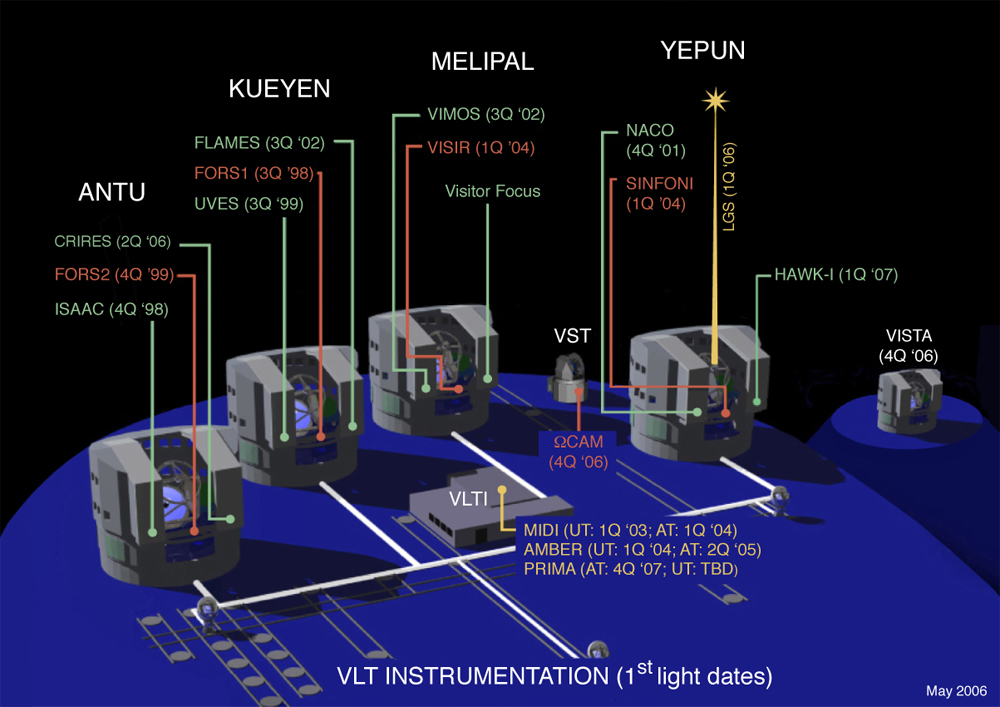 YEPUN
MELIPAL
KUEYEN
ANTU
VIMOS (3Q ‘02)
VISIR (1Q ’04)
Visitor Focus
FLAMES (3Q ‘02)
FORS1 (3Q ’98)
UVES (3Q ’99)
CRIRES (2Q ‘06)
FORS2 (4Q ’99)
ISAAC (4Q ‘98)
NACO
(4Q ‘01)
SINFONI
(1Q ‘04)
LGS (1Q ‘06)
HAWK-I (1Q ‘07)
VST
VISTA
(4Q ‘06)
ΩCAM
(4Q ‘06)
VLTI
MIDI (UT: 1Q ‘03; AT: 1Q ‘04)
AMBER (UT: 1Q ‘04; AT: 2Q ‘05)
PRIMA (AT: 4Q ‘07; UT: TBD)
VLT INSTRUMENTATION (1st light dates)
May 2006